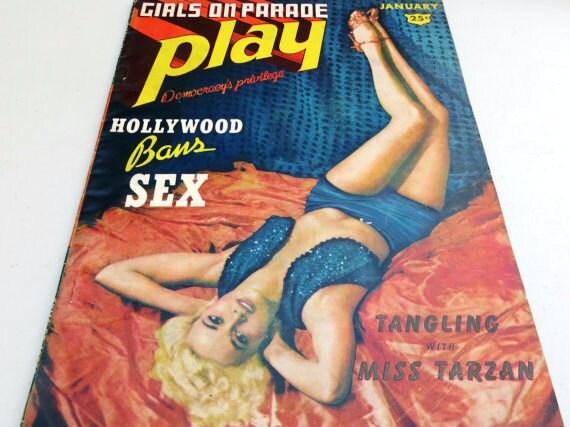 GIRLS ON PARADE
JANUARY
play
25¢
Democracy's privilege
HOLLYWOOD
Bans
SEX
TANGLING
WITH
MISS TARZAN